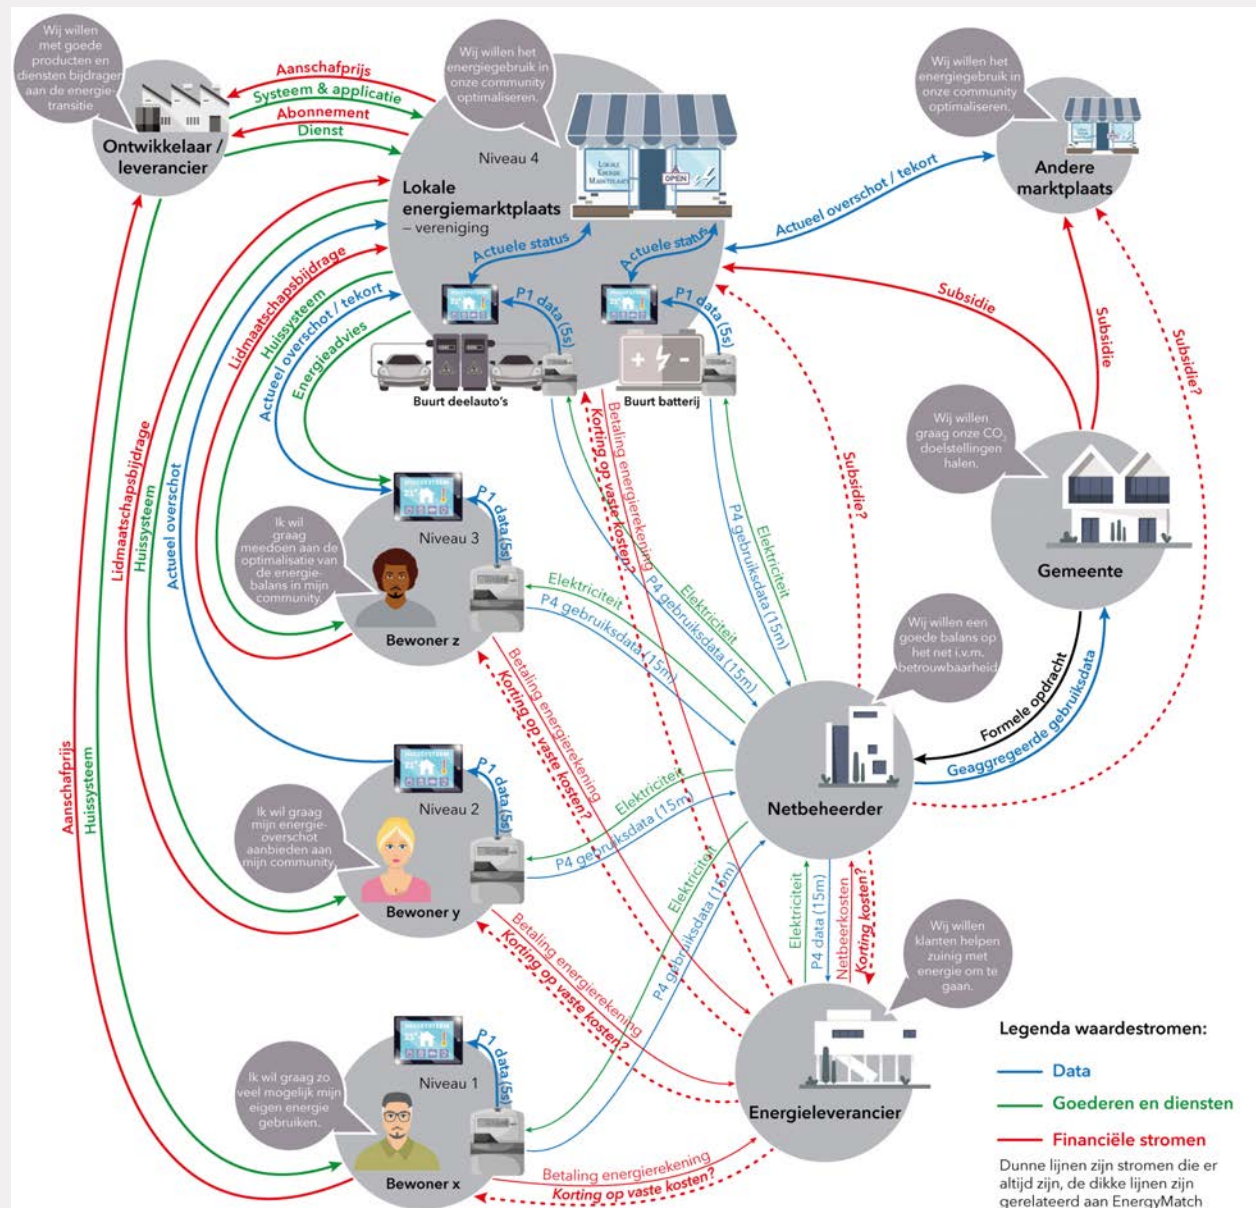 Wij willen
met goede
producten en
diensten bijdragen
aan de energie-
transitie
Ontwikkelaar /
leverancier
Aanschafprijs
Systeem & applicatie
Abonnement
Dienst
Wij willen het
energiegebruik in
onze community
optimaliseren.
Niveau 4
Lokale
energiemarktplaats
– vereniging
LOKALE
ENERGIE
MARKTPLAATS
OPEN
Actuele status
Actuele status
P1 data (5s)
P1 data (5s)
Buurt deelauto's
Buurt batterij
Wij willen het
energiegebruik in
onze community
optimaliseren.
Andere
marktplaats
Actueel overschot / tekort
Subsidie
Subsidie
Subsidie?
Subsidie?
Wij willen
graag onze CO₂
doelstellingen
halen.
Gemeente
Formele opdracht
Geaggregeerde gebruiksdata
Wij willen een
goede balans op
het net i.v.m.
betrouwbaarheid
Netbeheerder
Lidmaatschapsbijdrage
Huissysteem
Actueel overschot / tekort
Energieadvies
Ik wil
graag
meedoen aan de
optimalisatie van
de energie-
balans in mijn
community.
21°
Niveau 3
P1 data (5s)
Bewoner z
Elektriciteit
P4 gebruiksdata (15m)
Betaling energierekening
Korting op vaste kosten?
Betaling energierekening
Korting op vaste kosten?
P4 gebruiksdata (15m)
Elektriciteit
P4 gebruiksdata (15m)
Elektriciteit
Lidmaatschapsbijdrage
Huissysteem
Actueel overschot
Ik wil graag
mijn energie-
overschot
aanbieden aan
mijn community.
21°
Niveau 2
P1 data (5s)
Bewoner y
Elektriciteit
P4 gebruiksdata (15m)
Betaling energierekening
Korting op vaste kosten?
Aanschafprijs
Huissysteem
Ik wil graag zo
veel mogelijk mijn
eigen energie
gebruiken.
21°
Niveau 1
P1 data (5s)
Bewoner x
Elektriciteit
P4 gebruiksdata (15m)
Betaling energierekening
Korting op vaste kosten?
Elektriciteit
P4 data (15m)
Netbeerkosten
Korting kosten?
Wij willen
klanten helpen
zuinig met
energie om te
gaan.
Energieleverancier
Legenda waardestromen:
Data
Goederen en diensten
Financiële stromen
Dunne lijnen zijn stromen die er
altijd zijn, de dikke lijnen zijn
gerelateerd aan EnergyMatch